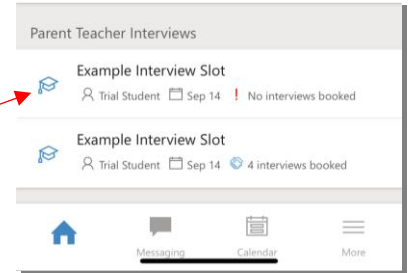 Parent Teacher Interviews
Example Interview Slot
Trial Student Sep 14 ! No interviews booked
Example Interview Slot
Trial Student Sep 14 4 interviews booked
Messaging Calendar More